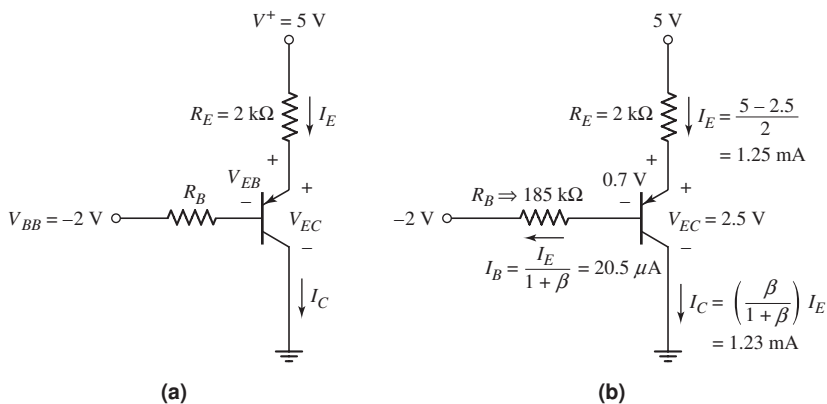 V⁺ = 5 V
R_E = 2 kΩ
I_E
+
V_EB
−
+
R_B
V_BB = −2 V
V_EC
−
I_C
(a)
5 V
R_E = 2 kΩ
I_E = (5 − 2.5)/2
= 1.25 mA
+
0.7 V
−
+
R_B ⇒ 185 kΩ
−2 V
V_EC = 2.5 V
−
I_B = I_E/(1 + β) = 20.5 μA
I_C = (β/(1 + β)) I_E
= 1.23 mA
(b)